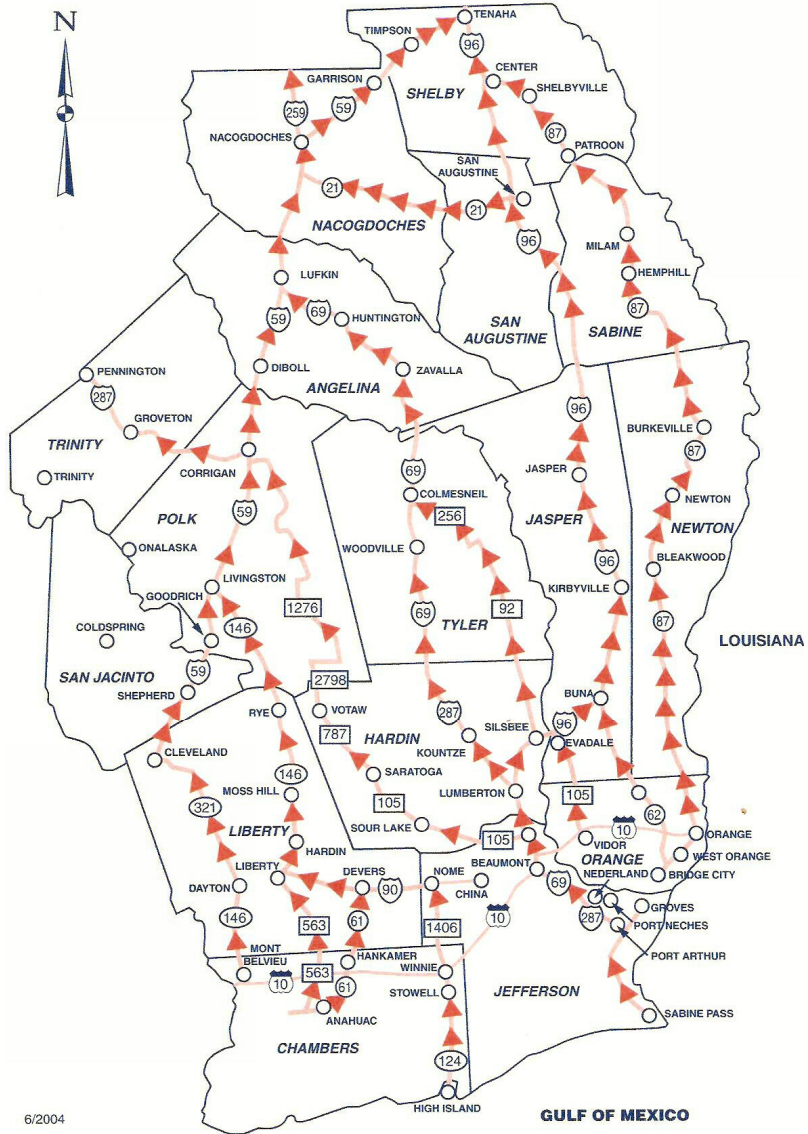 N
TENAHA
TIMPSON
96
CENTER
GARRISON
SHELBY
SHELBYVILLE
259
59
87
NACOGDOCHES
PATROON
SAN
AUGUSTINE
21
21
NACOGDOCHES
96
MILAM
HEMPHILL
LUFKIN
87
59
69
HUNTINGTON
SAN
AUGUSTINE
SABINE
PENNINGTON
DIBOLL
ZAVALLA
ANGELINA
287
96
GROVETON
BURKEVILLE
TRINITY
87
CORRIGAN
69
TRINITY
JASPER
COLMESNEIL
NEWTON
59
256
POLK
JASPER
NEWTON
ONALASKA
WOODVILLE
96
BLEAKWOOD
LIVINGSTON
KIRBYVILLE
GOODRICH
1276
92
69
87
COLDSPRING
146
TYLER
LOUISIANA
59
SAN JACINTO
2798
SHEPHERD
BUNA
RYE
VOTAW
287
HARDIN
SILSBEE
96
787
EVADALE
KOUNTZE
CLEVELAND
146
SARATOGA
MOSS HILL
LUMBERTON
105
105
321
62
LIBERTY
SOUR LAKE
10
ORANGE
105
VIDOR
HARDIN
ORANGE
WEST ORANGE
BEAUMONT
NEDERLAND
BRIDGE CITY
LIBERTY
DEVERS
NOME
DAYTON
90
CHINA
69
GROVES
146
563
61
1406
10
287
PORT NECHES
MONT
BELVIEU
HANKAMER
PORT ARTHUR
563
WINNIE
10
61
STOWELL
JEFFERSON
ANAHUAC
SABINE PASS
CHAMBERS
124
HIGH ISLAND
6/2004
GULF OF MEXICO